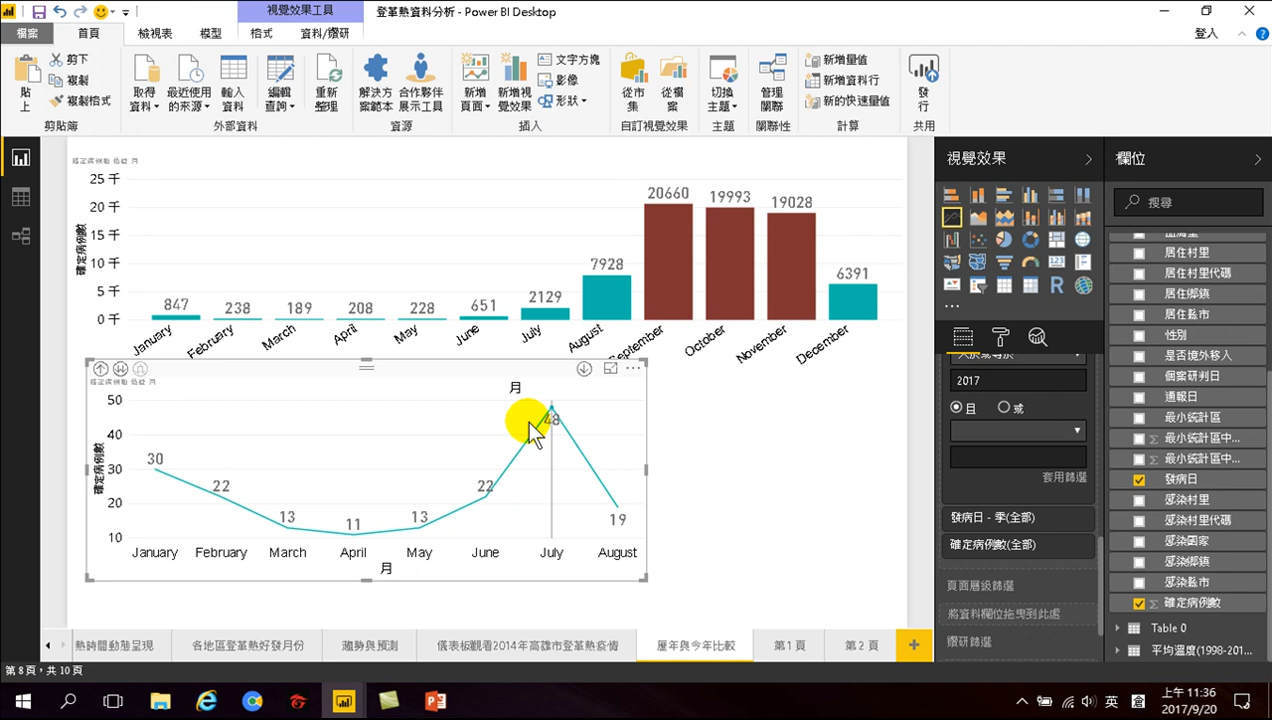 視覺效果工具
登革熱資料分析 - Power BI Desktop
檔案
首頁
檢視表
模型
格式
資料/鑽研
登入
貼上
剪下
複製
複製格式
剪貼簿
取得資料
最近使用的來源
輸入資料
編輯查詢
重新整理
外部資料
解決方案範本
合作夥伴展示工具
資源
新增頁面
新增視覺效果
文字方塊
影像
形狀
插入
從市集
從檔案
自訂視覺效果
切換主題
主題
管理關聯
關聯性
新增量值
新增資料行
新的快速量值
計算
發行
共用
確定病例數 依據 月
25 千
20 千
15 千
10 千
5 千
0 千
確定病例數
847
238
189
208
228
651
2129
7928
20660
19993
19028
6391
January
February
March
April
May
June
July
August
September
October
November
December
月
確定病例數 依據 月
50
40
30
20
10
確定病例數
30
22
13
11
13
22
48
19
January
February
March
April
May
June
July
August
月
視覺效果
2017
且
或
套用篩選
發病日 - 季(全部)
確定病例數(全部)
頁面層級篩選
將資料欄位拖曳到此處
鑽研篩選
欄位
搜尋
居住村里
居住村里代碼
居住鄉鎮
居住縣市
性別
是否境外移入
個案研判日
通報日
最小統計區
最小統計區中...
最小統計區中...
發病日
感染村里
感染村里代碼
感染國家
感染鄉鎮
感染縣市
確定病例數
Table 0
平均溫度(1998-201...
熱時間動態呈現
各地區登革熱好發月份
趨勢與預測
儀表板觀看2014年高雄市登革熱疫情
歷年與今年比較
第 1 頁
第 2 頁
第 8 頁，共 10 頁
英
上午 11:36
2017/9/20